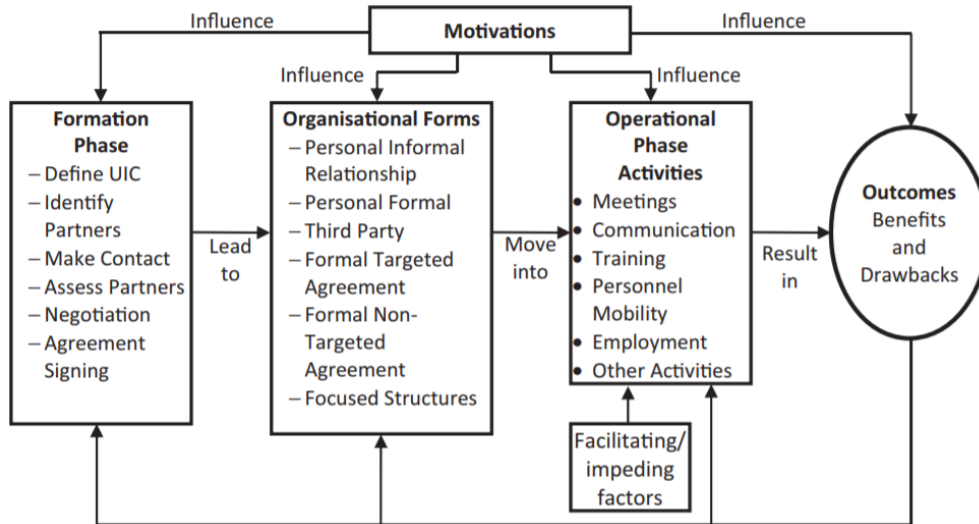 Influence
Motivations
Influence
Influence
Influence
Formation
Phase
– Define UIC
– Identify
Partners
– Make Contact
– Assess Partners
– Negotiation
– Agreement
Signing
Lead
to
Organisational Forms
– Personal Informal
Relationship
– Personal Formal
– Third Party
– Formal Targeted
Agreement
– Formal Non-
Targeted
Agreement
– Focused Structures
Move
into
Operational
Phase
Activities
• Meetings
• Communication
• Training
• Personnel
Mobility
• Employment
• Other Activities
Facilitating/
impeding
factors
Result
in
Outcomes
Benefits
and
Drawbacks